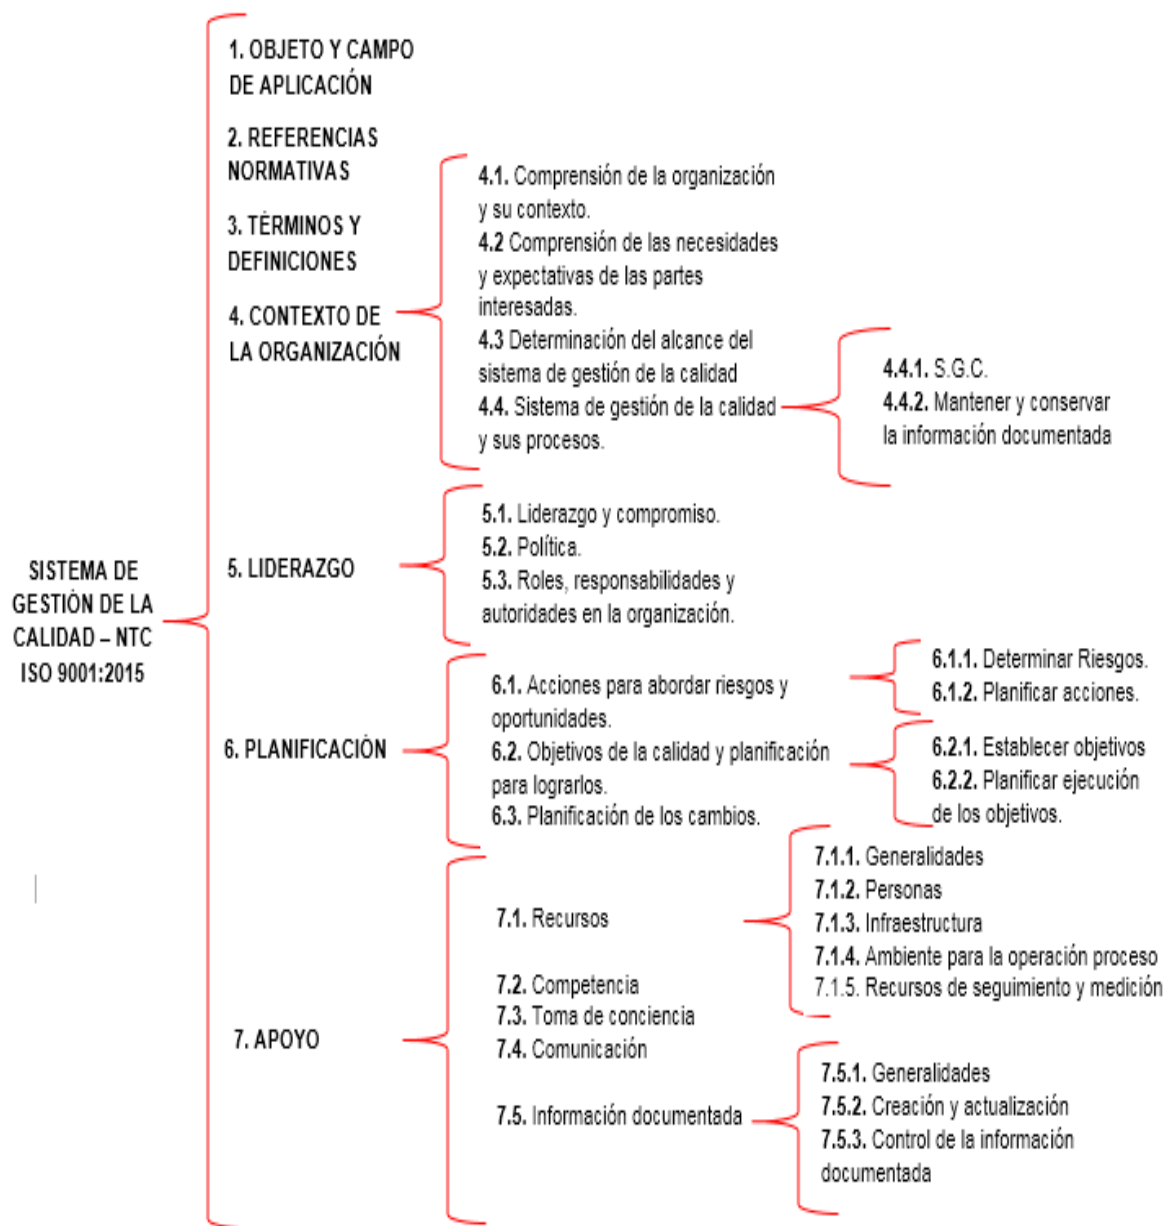 SISTEMA DE
GESTIÓN DE LA
CALIDAD – NTC
ISO 9001:2015
1. OBJETO Y CAMPO
DE APLICACIÓN
2. REFERENCIAS
NORMATIVAS
3. TÉRMINOS Y
DEFINICIONES
4. CONTEXTO DE
LA ORGANIZACIÓN
4.1. Comprensión de la organización
y su contexto.
4.2 Comprensión de las necesidades
y expectativas de las partes
interesadas.
4.3 Determinación del alcance del
sistema de gestión de la calidad
4.4. Sistema de gestión de la calidad
y sus procesos.
4.4.1. S.G.C.
4.4.2. Mantener y conservar
la información documentada
5. LIDERAZGO
5.1. Liderazgo y compromiso.
5.2. Política.
5.3. Roles, responsabilidades y
autoridades en la organización.
6. PLANIFICACIÓN
6.1. Acciones para abordar riesgos y
oportunidades.
6.2. Objetivos de la calidad y planificación
para lograrlos.
6.3. Planificación de los cambios.
6.1.1. Determinar Riesgos.
6.1.2. Planificar acciones.
6.2.1. Establecer objetivos
6.2.2. Planificar ejecución
de los objetivos.
7. APOYO
7.1. Recursos
7.1.1. Generalidades
7.1.2. Personas
7.1.3. Infraestructura
7.1.4. Ambiente para la operación proceso
7.1.5. Recursos de seguimiento y medición
7.2. Competencia
7.3. Toma de conciencia
7.4. Comunicación
7.5. Información documentada
7.5.1. Generalidades
7.5.2. Creación y actualización
7.5.3. Control de la información
documentada